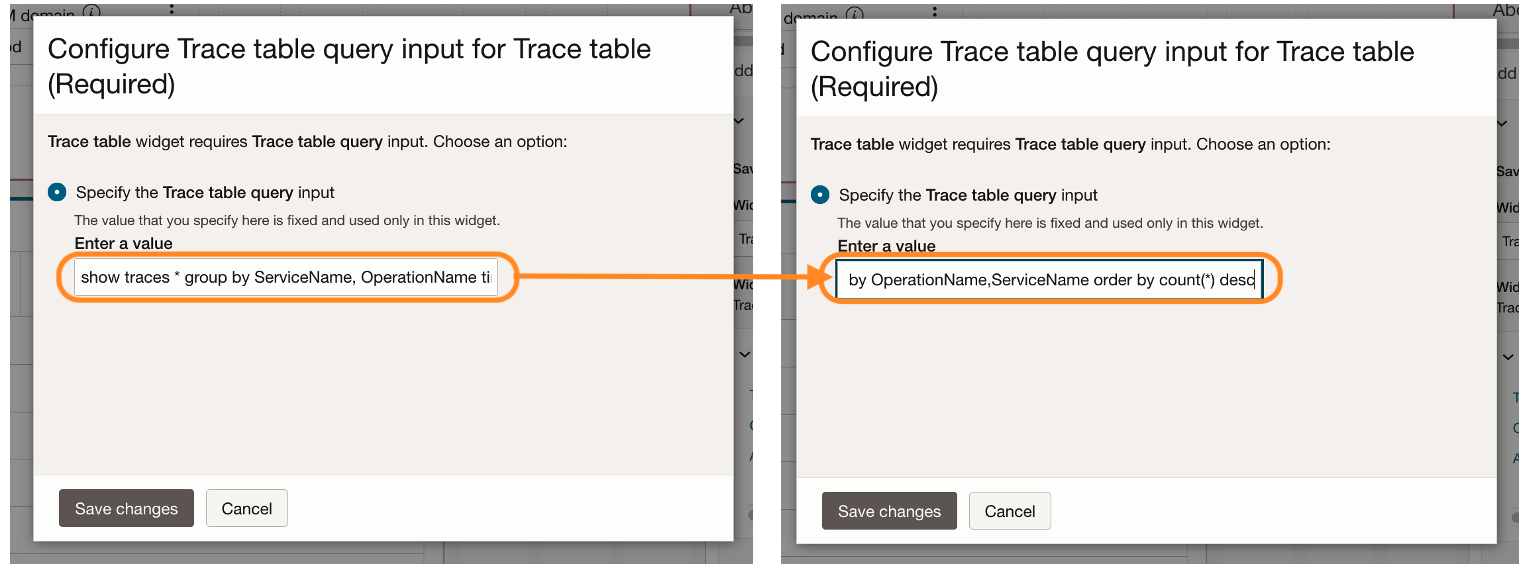 M domain
Configure Trace table query input for Trace table
(Required)
Trace table widget requires Trace table query input. Choose an option:
Specify the Trace table query input
The value that you specify here is fixed and used only in this widget.
Enter a value
show traces * group by ServiceName, OperationName ti
Save changes
Cancel
domain
Configure Trace table query input for Trace table
(Required)
Trace table widget requires Trace table query input. Choose an option:
Specify the Trace table query input
The value that you specify here is fixed and used only in this widget.
Enter a value
by OperationName,ServiceName order by count(*) desc
Save changes
Cancel